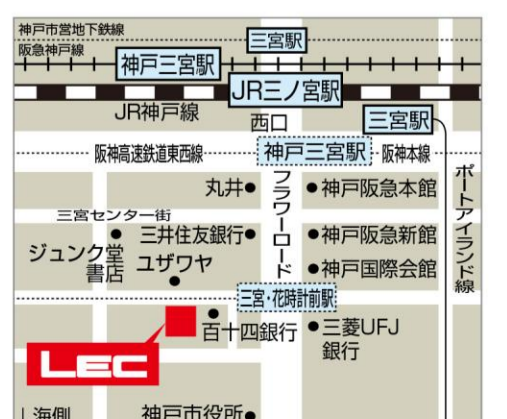 神戸市営地下鉄線
三宮駅
阪急神戸線
神戸三宮駅
JR三ノ宮駅
JR神戸線
西口
三宮駅
阪神高速鉄道東西線
神戸三宮駅
阪神本線
丸井
フラワーロード
神戸阪急本館
ポートアイランド線
三宮センター街
三井住友銀行
神戸阪急新館
ジュンク堂
書店
ユザワヤ
神戸国際会館
三宮・花時計前駅
百十四銀行
三菱UFJ
銀行
LEC
海側
神戸市役所